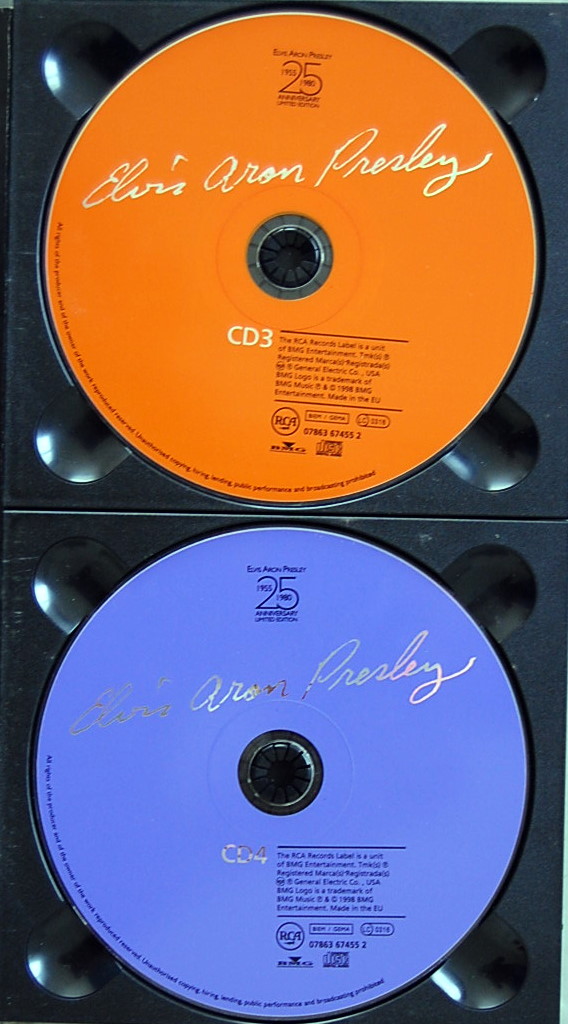 ELVIS ARON PRESLEY
1955 25 1980
ANNIVERSARY
LIMITED EDITION
Elvis Aron Presley
CD3
The RCA Records Label is a unit
of BMG Entertainment. Tmk(s) ®
Registered Marca(s) Registrada(s)
® General Electric Co., USA
BMG Logo is a trademark of
BMG Music ℗ & © 1998 BMG
Entertainment. Made in the EU
RCA
BIEM / GEMA
LC 0316
07863 67455 2
BMG
All rights of the producer and of the owner of the work reproduced reserved. Unauthorised copying, hiring, lending, public performance and broadcasting prohibited
ELVIS ARON PRESLEY
1955 25 1980
ANNIVERSARY
LIMITED EDITION
Elvis Aron Presley
CD4
The RCA Records Label is a unit
of BMG Entertainment. Tmk(s) ®
Registered Marca(s) Registrada(s)
® General Electric Co., USA
BMG Logo is a trademark of
BMG Music ℗ & © 1998 BMG
Entertainment. Made in the EU
RCA
BIEM / GEMA
LC 0316
07863 67455 2
BMG
All rights of the producer and of the owner of the work reproduced reserved. Unauthorised copying, hiring, lending, public performance and broadcasting prohibited